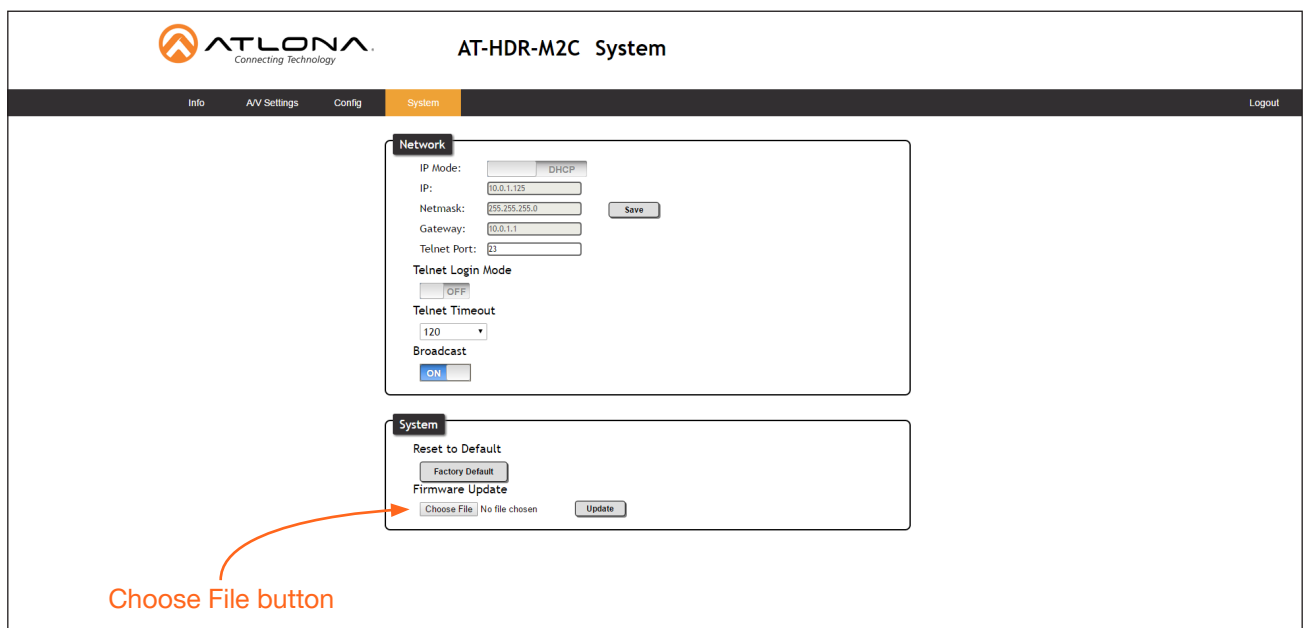 ATLONA.
Connecting Technology
AT-HDR-M2C System
Info A/V Settings Config System Logout
Network
IP Mode: DHCP
IP: 10.0.1.125
Netmask: 255.255.255.0 Save
Gateway: 10.0.1.1
Telnet Port: 23
Telnet Login Mode
OFF
Telnet Timeout
120
Broadcast
ON
System
Reset to Default
Factory Default
Firmware Update
Choose File No file chosen Update
Choose File button